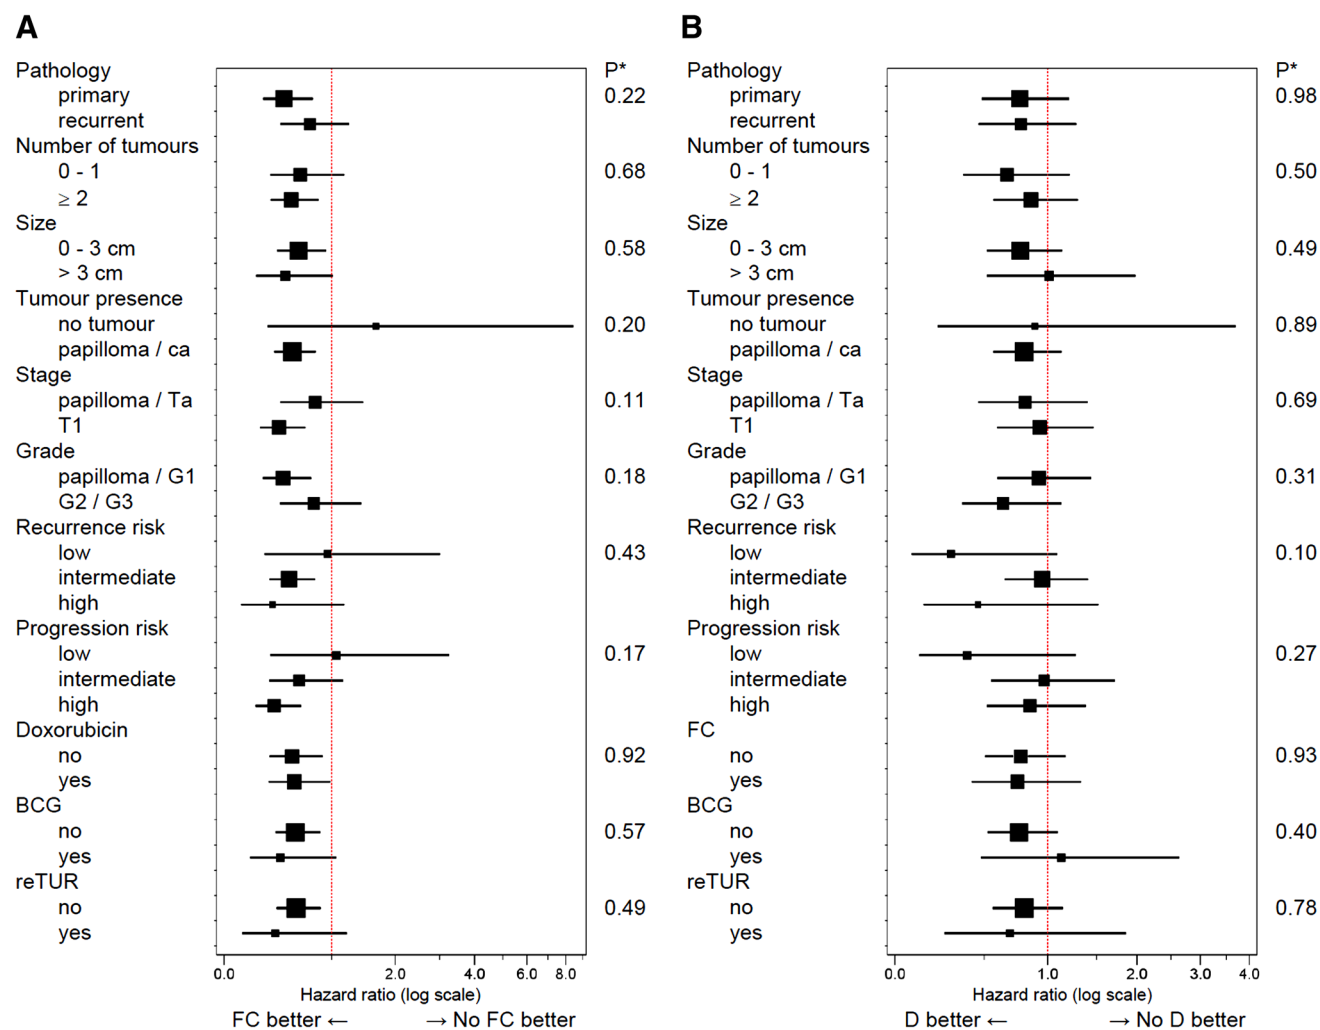 A
Pathology P*
primary 0.22
recurrent
Number of tumours
0 - 1 0.68
≥ 2
Size
0 - 3 cm 0.58
> 3 cm
Tumour presence
no tumour 0.20
papilloma / ca
Stage
papilloma / Ta 0.11
T1
Grade
papilloma / G1 0.18
G2 / G3
Recurrence risk
low 0.43
intermediate
high
Progression risk
low 0.17
intermediate
high
Doxorubicin
no 0.92
yes
BCG
no 0.57
yes
reTUR
no 0.49
yes
0.0 2.0 4.0 6.0 8.0
Hazard ratio (log scale)
FC better ← → No FC better
B
Pathology P*
primary 0.98
recurrent
Number of tumours
0 - 1 0.50
≥ 2
Size
0 - 3 cm 0.49
> 3 cm
Tumour presence
no tumour 0.89
papilloma / ca
Stage
papilloma / Ta 0.69
T1
Grade
papilloma / G1 0.31
G2 / G3
Recurrence risk
low 0.10
intermediate
high
Progression risk
low 0.27
intermediate
high
FC
no 0.93
yes
BCG
no 0.40
yes
reTUR
no 0.78
yes
0.0 1.0 2.0 3.0 4.0
Hazard ratio (log scale)
D better ← → No D better